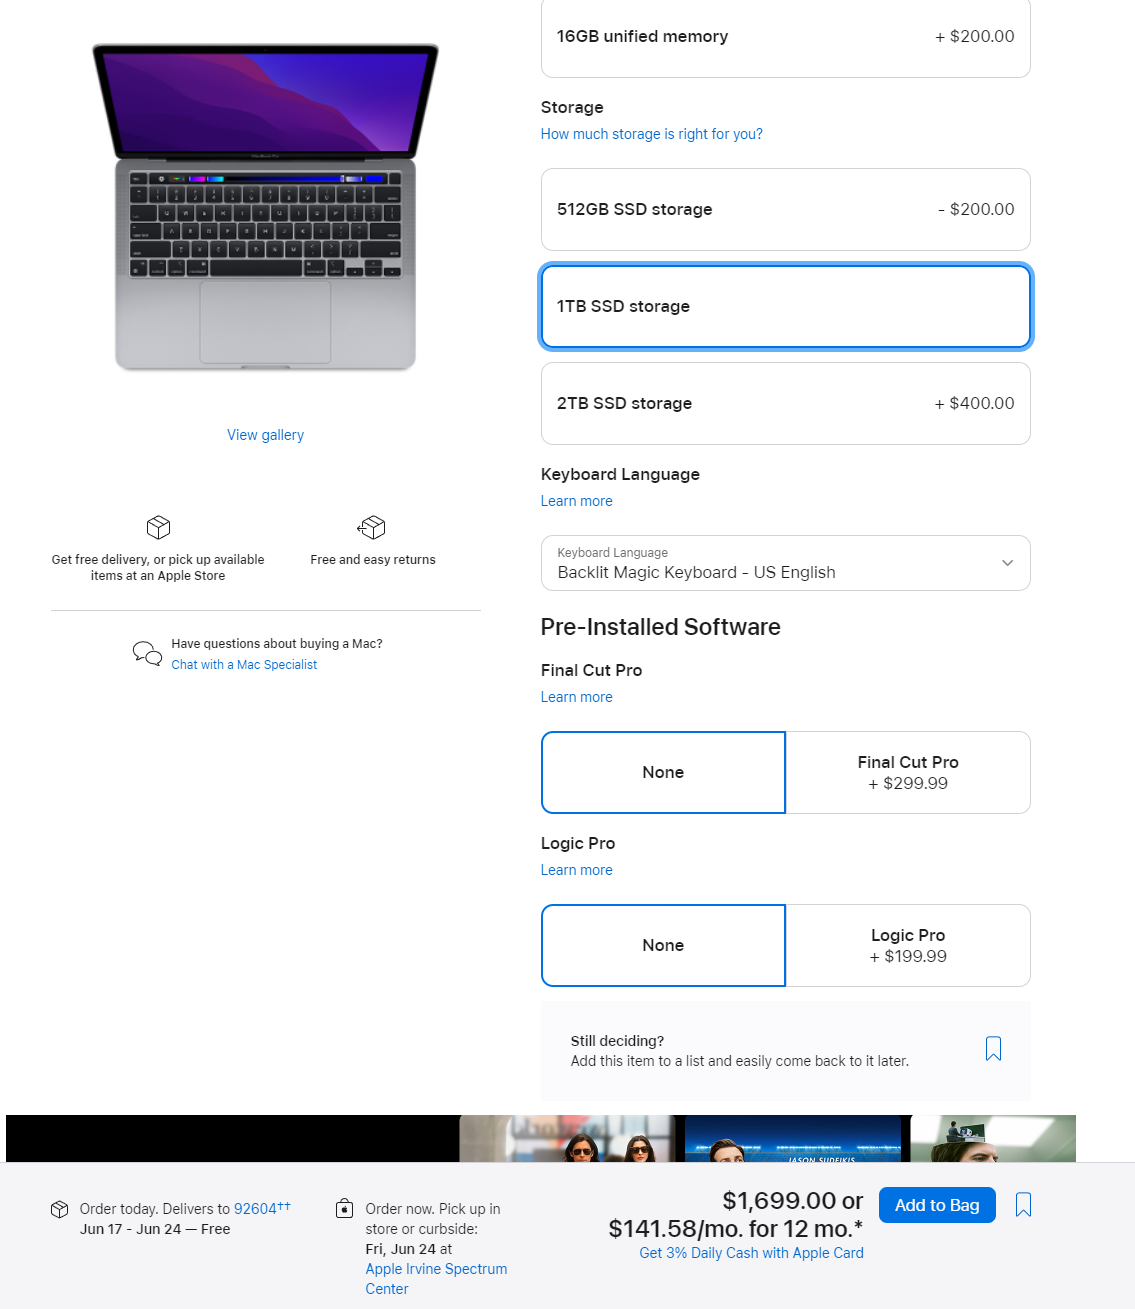 16GB unified memory
+ $200.00
Storage
How much storage is right for you?
512GB SSD storage
- $200.00
1TB SSD storage
2TB SSD storage
+ $400.00
View gallery
Keyboard Language
Learn more
Get free delivery, or pick up available
items at an Apple Store
Free and easy returns
Keyboard Language
Backlit Magic Keyboard - US English
Have questions about buying a Mac?
Chat with a Mac Specialist
Pre-Installed Software
Final Cut Pro
Learn more
None
Final Cut Pro
+ $299.99
Logic Pro
Learn more
None
Logic Pro
+ $199.99
Still deciding?
Add this item to a list and easily come back to it later.
JASON SUDEIKIS
Order today. Delivers to 92604††
Jun 17 - Jun 24 — Free
Order now. Pick up in
store or curbside:
Fri, Jun 24 at
Apple Irvine Spectrum
Center
$1,699.00 or
$141.58/mo. for 12 mo.*
Get 3% Daily Cash with Apple Card
Add to Bag